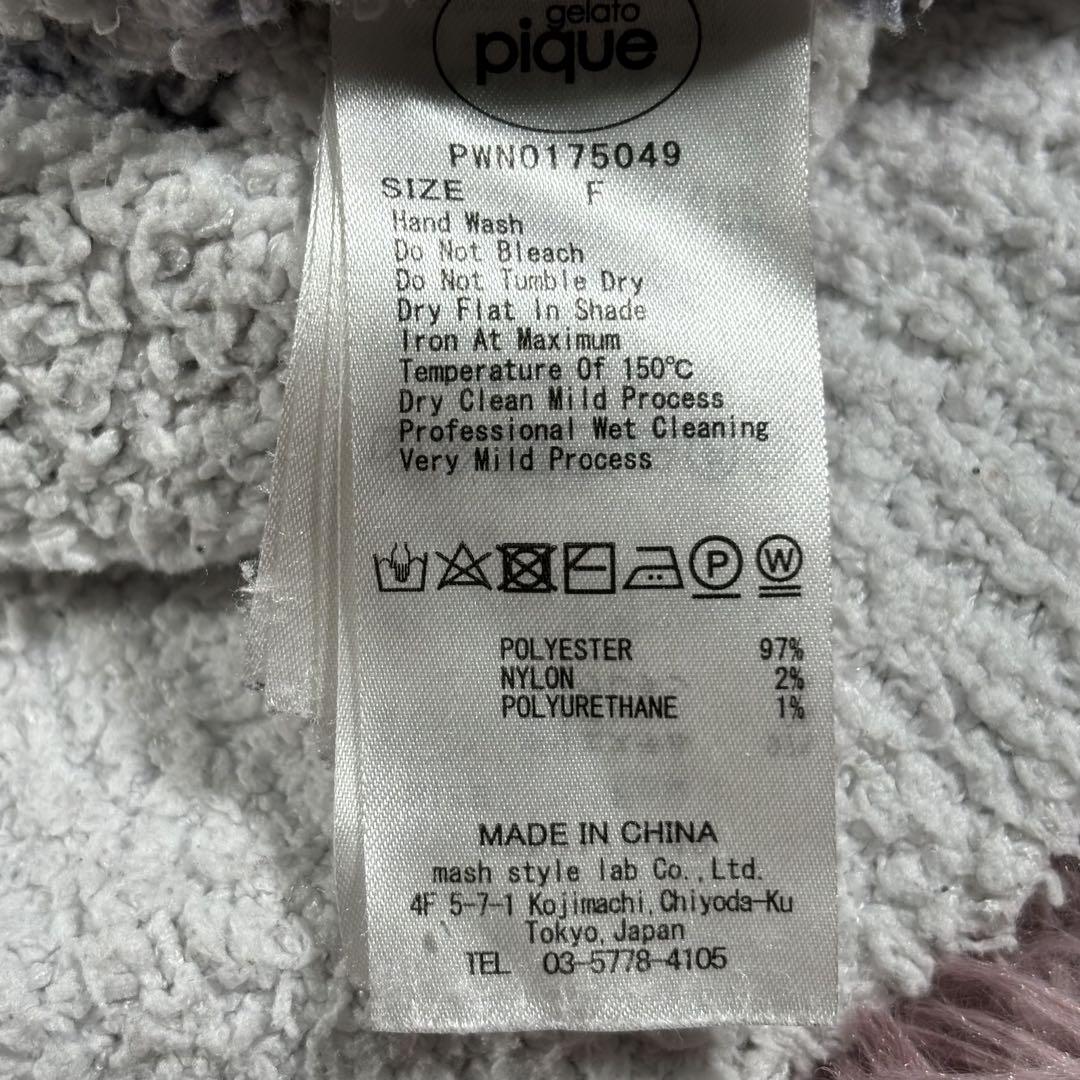 gelato
pique
PWNO175049
SIZE F
Hand Wash
Do Not Bleach
Do Not Tumble Dry
Dry Flat In Shade
Iron At Maximum
Temperature Of 150℃
Dry Clean Mild Process
Professional Wet Cleaning
Very Mild Process
P W
POLYESTER 97%
NYLON 2%
POLYURETHANE 1%
MADE IN CHINA
mash style lab Co.,Ltd.
4F 5-7-1 Kojimachi,Chiyoda-Ku
Tokyo,Japan
TEL 03-5778-4105